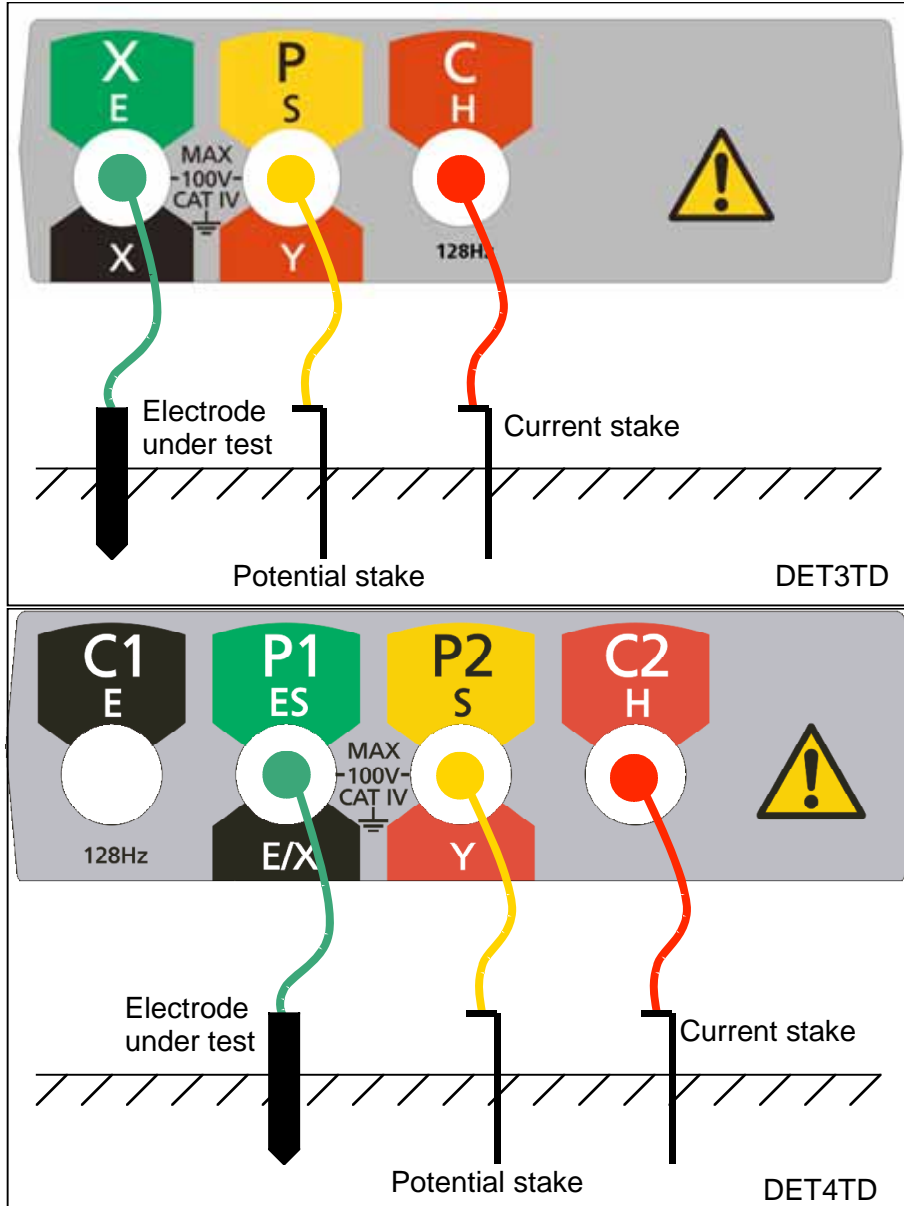 X P C
E S H
MAX
100V
CAT IV
X Y 128Hz
Electrode
under test
Current stake
Potential stake
DET3TD
C1 P1 P2 C2
E ES S H
MAX
100V
CAT IV
128Hz E/X Y
Electrode
under test
Current stake
Potential stake
DET4TD